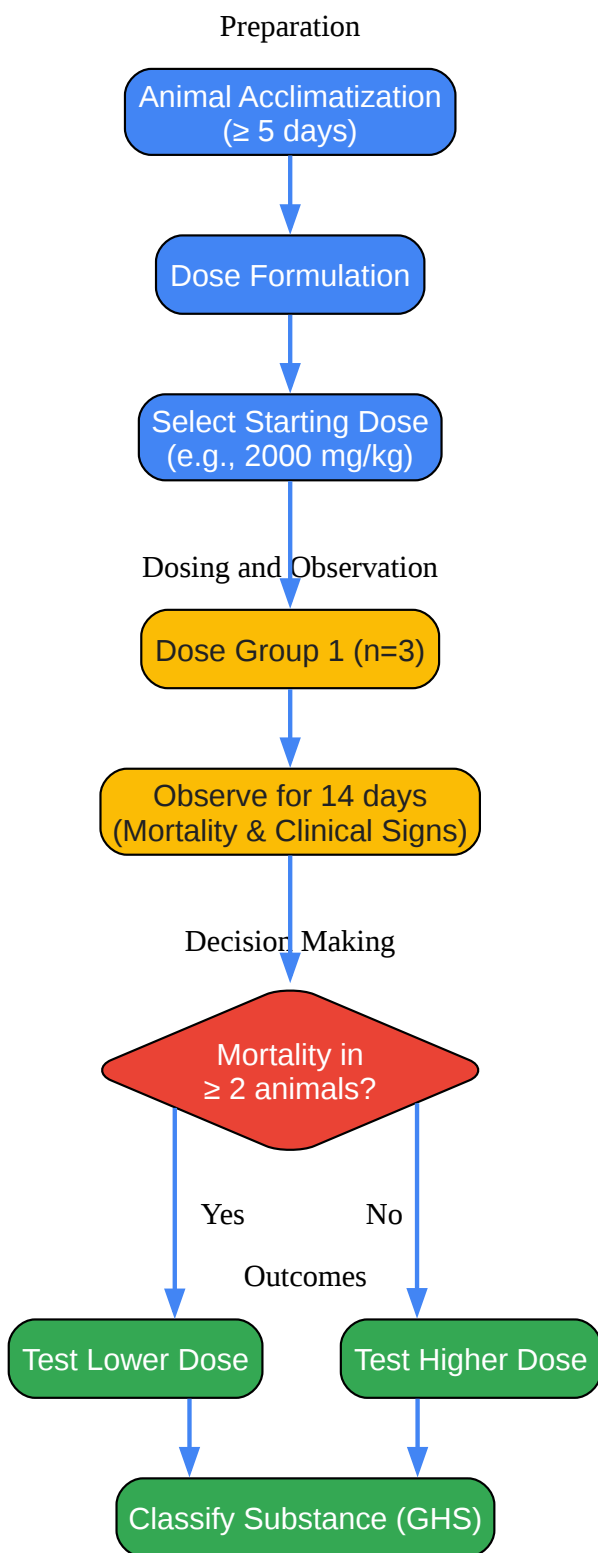 Preparation
Animal Acclimatization
(≥ 5 days)
Dose Formulation
Select Starting Dose
(e.g., 2000 mg/kg)
Dosing and Observation
Dose Group 1 (n=3)
Observe for 14 days
(Mortality & Clinical Signs)
Decision Making
Mortality in
≥ 2 animals?
Yes
No
Outcomes
Test Lower Dose
Test Higher Dose
Classify Substance (GHS)